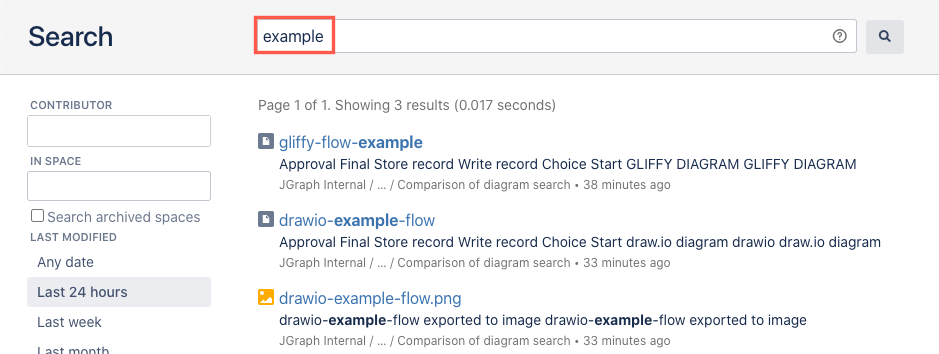 Search
example
CONTRIBUTOR
IN SPACE
Search archived spaces
LAST MODIFIED
Any date
Last 24 hours
Last week
Last month
Page 1 of 1. Showing 3 results (0.017 seconds)
gliffy-flow-example
Approval Final Store record Write record Choice Start GLIFFY DIAGRAM GLIFFY DIAGRAM
JGraph Internal / ... / Comparison of diagram search • 38 minutes ago
drawio-example-flow
Approval Final Store record Write record Choice Start draw.io diagram drawio draw.io diagram
JGraph Internal / ... / Comparison of diagram search • 33 minutes ago
drawio-example-flow.png
drawio-example-flow exported to image drawio-example-flow exported to image
JGraph Internal / ... / Comparison of diagram search • 33 minutes ago